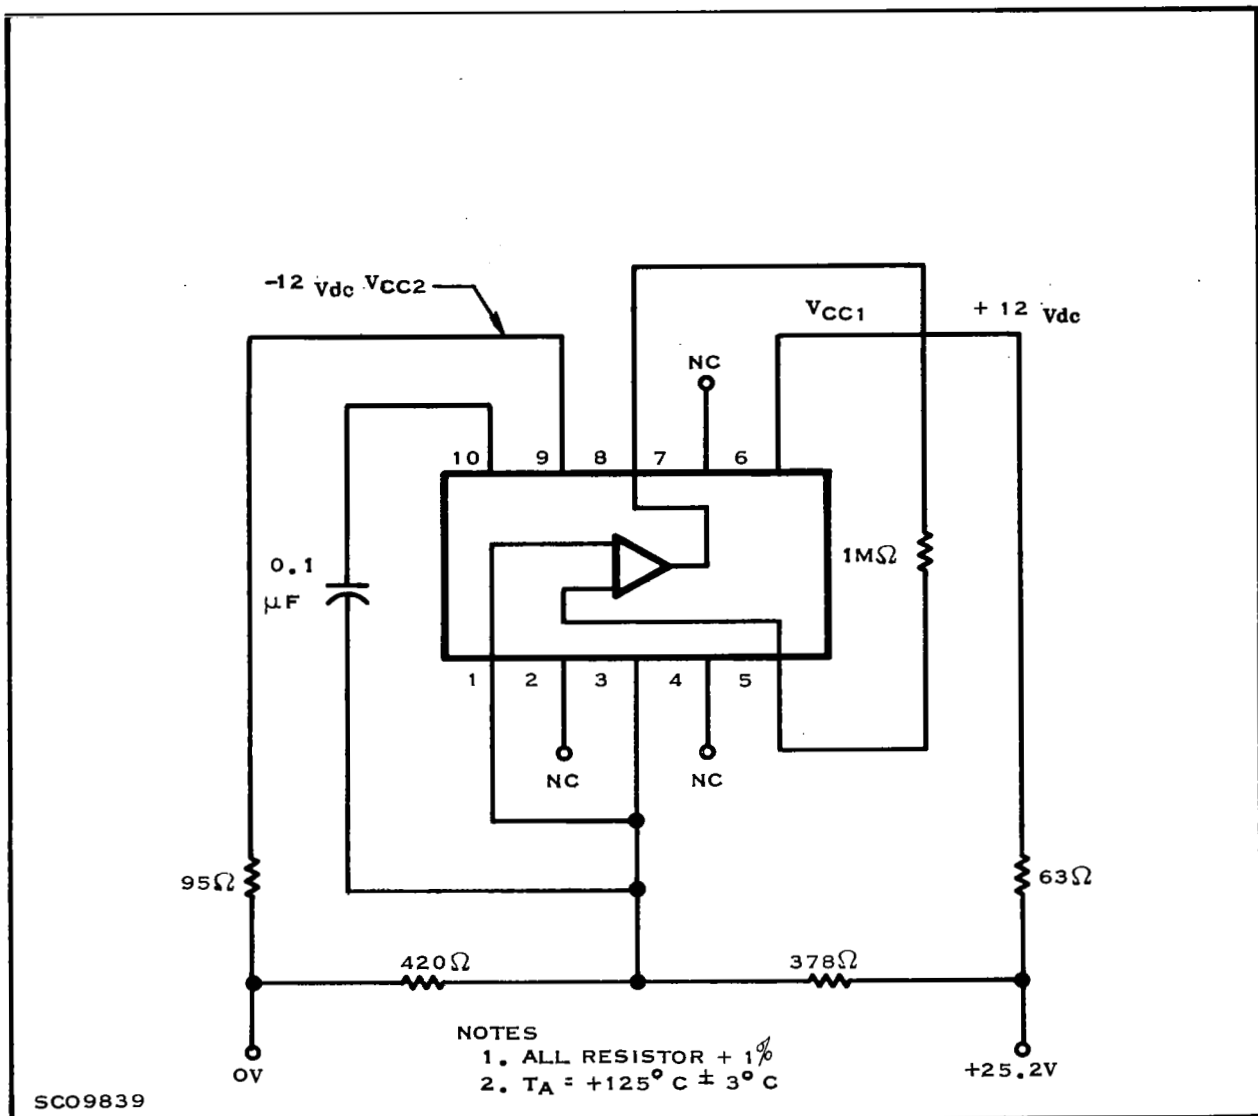 -12 Vdc VCC2
VCC1
+ 12 Vdc
NC
10 9 8 7 6
0.1
μF
1MΩ
1 2 3 4 5
NC
NC
95Ω
63Ω
420Ω
378Ω
NOTES
1. ALL RESISTOR + 1%
2. TA = +125° C ± 3° C
0V
+25.2V
SC09839